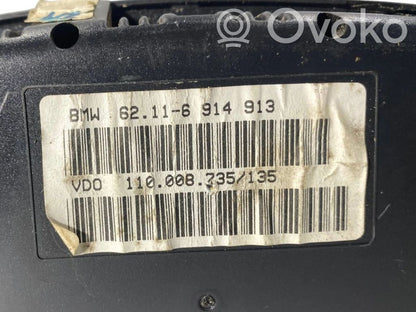 Ovoko
BMW 62.11-6 914 913
VDO 110.008.735/135